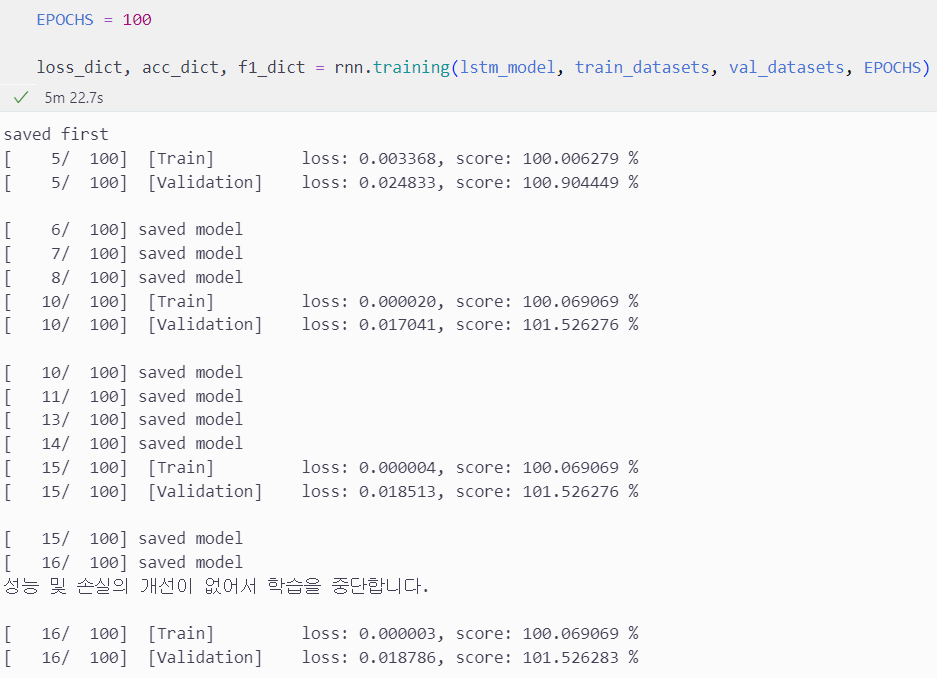 EPOCHS = 100
loss_dict, acc_dict, f1_dict = rnn.training(lstm_model, train_datasets, val_datasets, EPOCHS)
✓ 5m 22.7s
saved first
[    5/  100]  [Train]         loss: 0.003368, score: 100.006279 %
[    5/  100]  [Validation]    loss: 0.024833, score: 100.904449 %
[    6/  100] saved model
[    7/  100] saved model
[    8/  100] saved model
[   10/  100]  [Train]         loss: 0.000020, score: 100.069069 %
[   10/  100]  [Validation]    loss: 0.017041, score: 101.526276 %
[   10/  100] saved model
[   11/  100] saved model
[   13/  100] saved model
[   14/  100] saved model
[   15/  100]  [Train]         loss: 0.000004, score: 100.069069 %
[   15/  100]  [Validation]    loss: 0.018513, score: 101.526276 %
[   15/  100] saved model
[   16/  100] saved model
성능 및 손실의 개선이 없어서 학습을 중단합니다.
[   16/  100]  [Train]         loss: 0.000003, score: 100.069069 %
[   16/  100]  [Validation]    loss: 0.018786, score: 101.526283 %